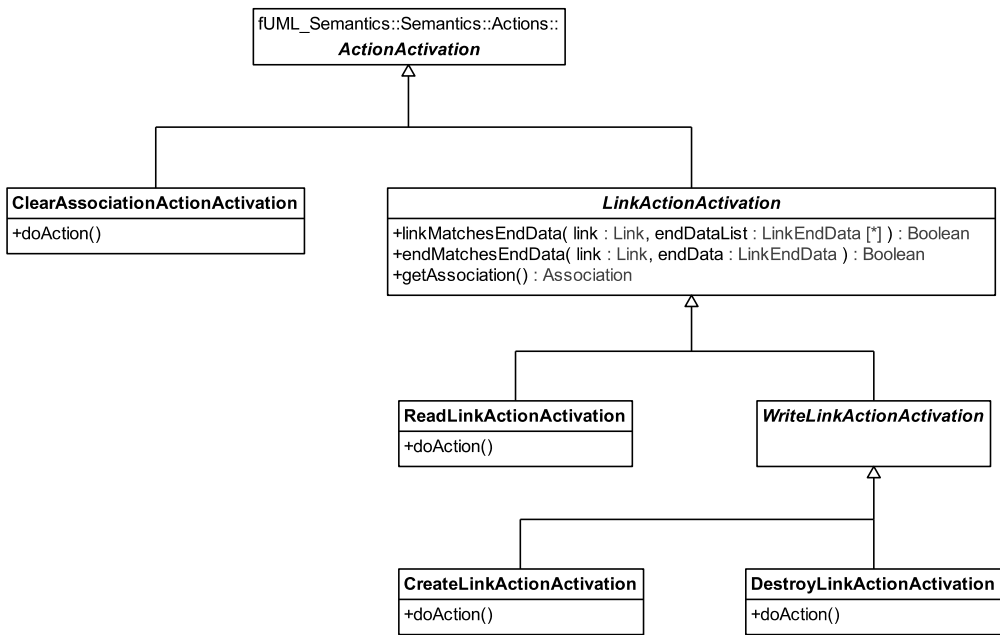 fUML_Semantics::Semantics::Actions::
ActionActivation
ClearAssociationActionActivation
+doAction()
LinkActionActivation
+linkMatchesEndData( link : Link, endDataList : LinkEndData [*] ) : Boolean
+endMatchesEndData( link : Link, endData : LinkEndData ) : Boolean
+getAssociation() : Association
ReadLinkActionActivation
+doAction()
WriteLinkActionActivation
CreateLinkActionActivation
+doAction()
DestroyLinkActionActivation
+doAction()